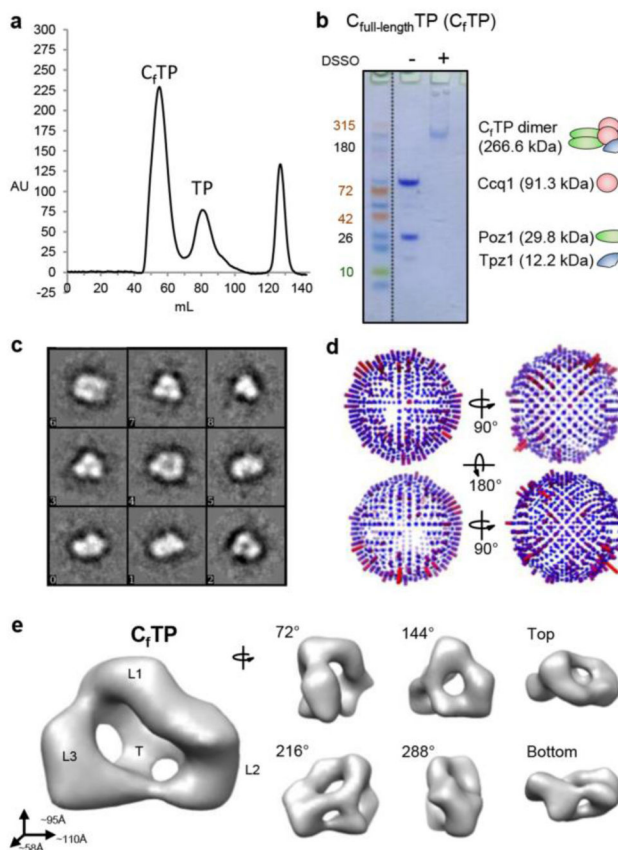 a
300
275
250
225
200
175
150
125
100
75
50
25
0
-25
AU
CfTP
TP
0 20 40 60 80 100 120 140
mL
b
Cfull-lengthTP (CfTP)
DSSO - +
315
180
72
42
26
10
CfTP dimer
(266.6 kDa)
Ccq1 (91.3 kDa)
Poz1 (29.8 kDa)
Tpz1 (12.2 kDa)
c
6 7 8
3 4 5
0 1 2
d
90°
180°
90°
e
CfTP
L1
L3
T
L2
~95Å
~110Å
~58Å
72° 144° Top
216° 288° Bottom